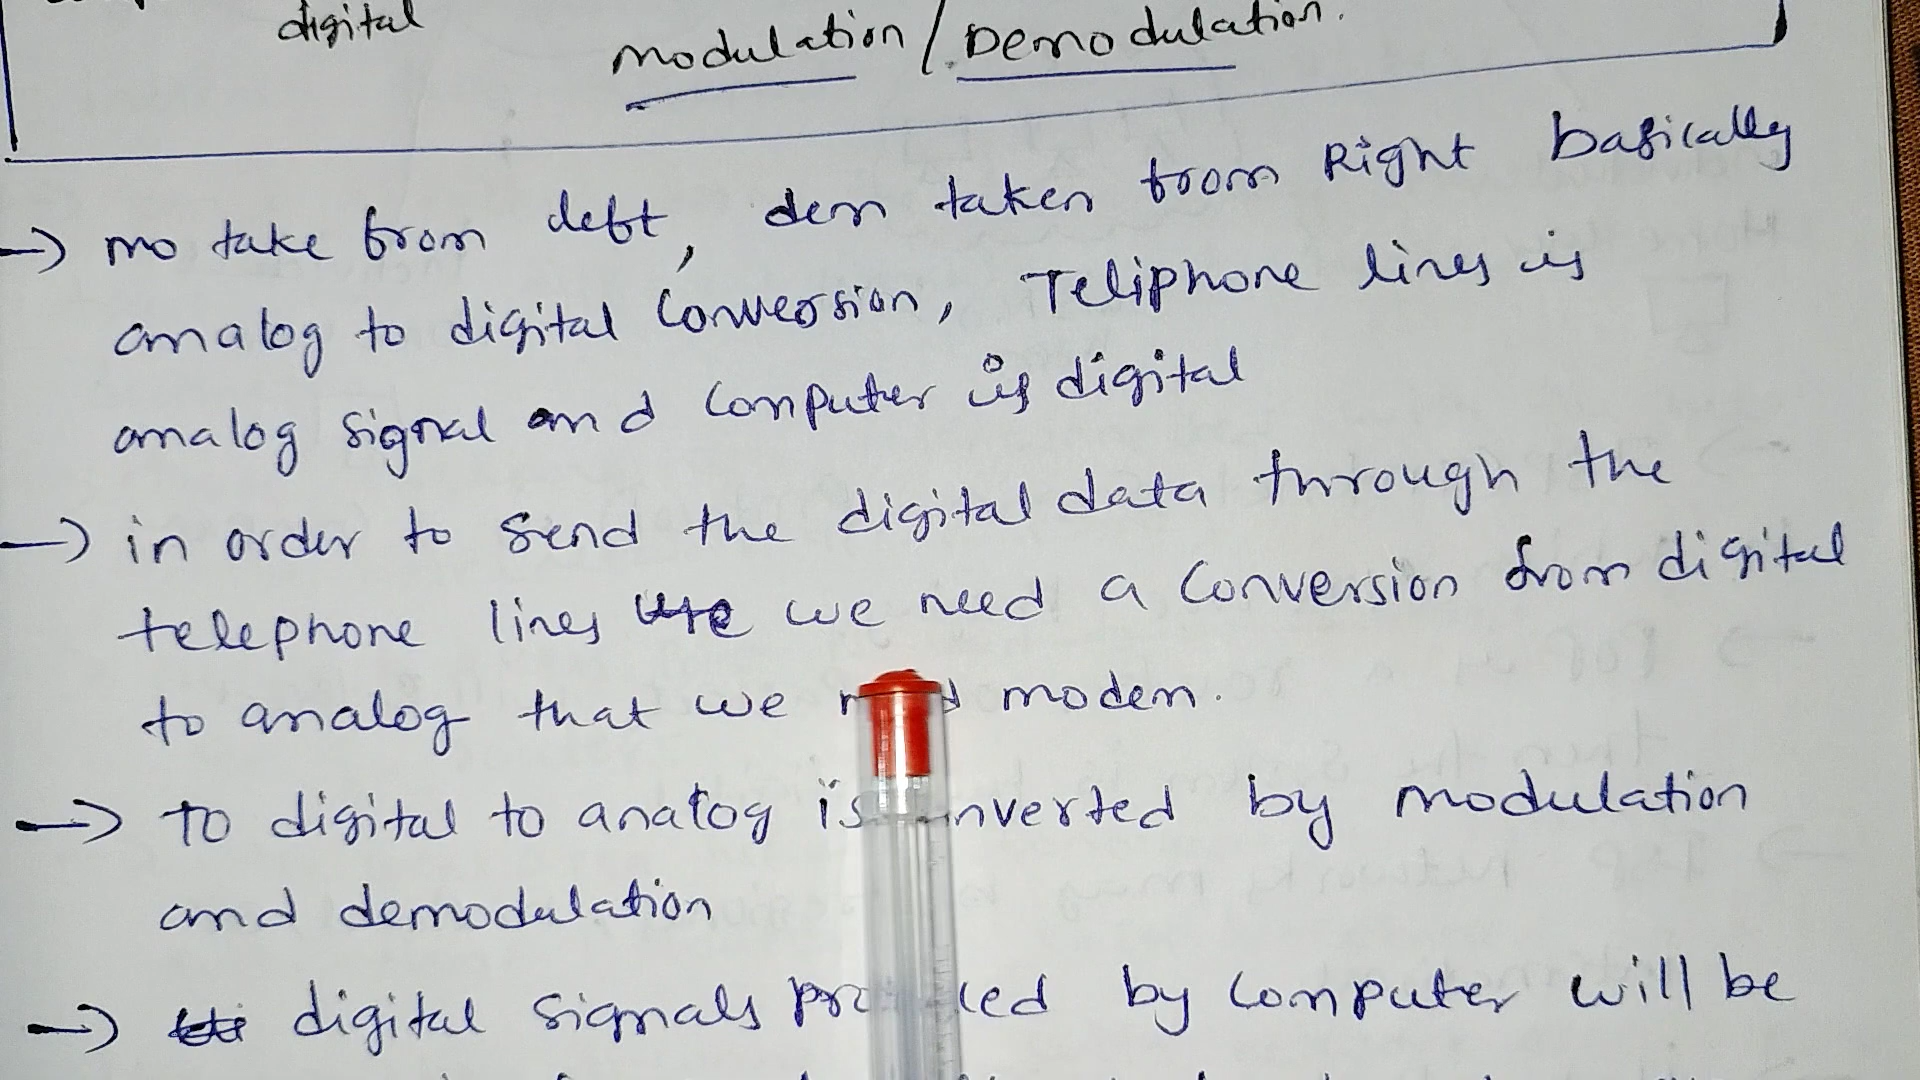 digital
modulation / Demodulation.
→ mo take from left, dem taken from Right basically
analog to digital Conversion, Teliphone lines is
analog signal and Computer is digital
→ in order to send the digital data through the
telephone lines we need a Conversion from digital
to analog that we modem.
→ To digital to analog is by modulation
and demodulation
→ digital signals by Computer will be